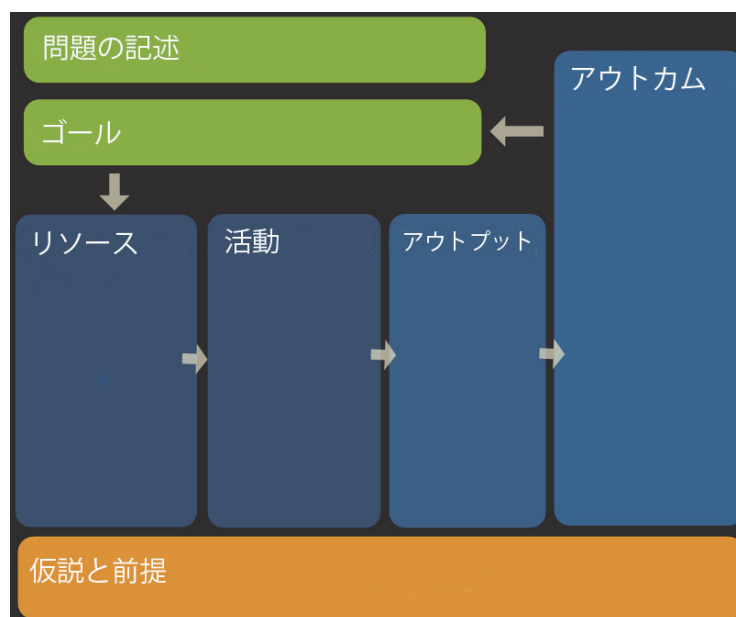 問題の記述
ゴール
リソース
活動
アウトプット
アウトカム
仮説と前提